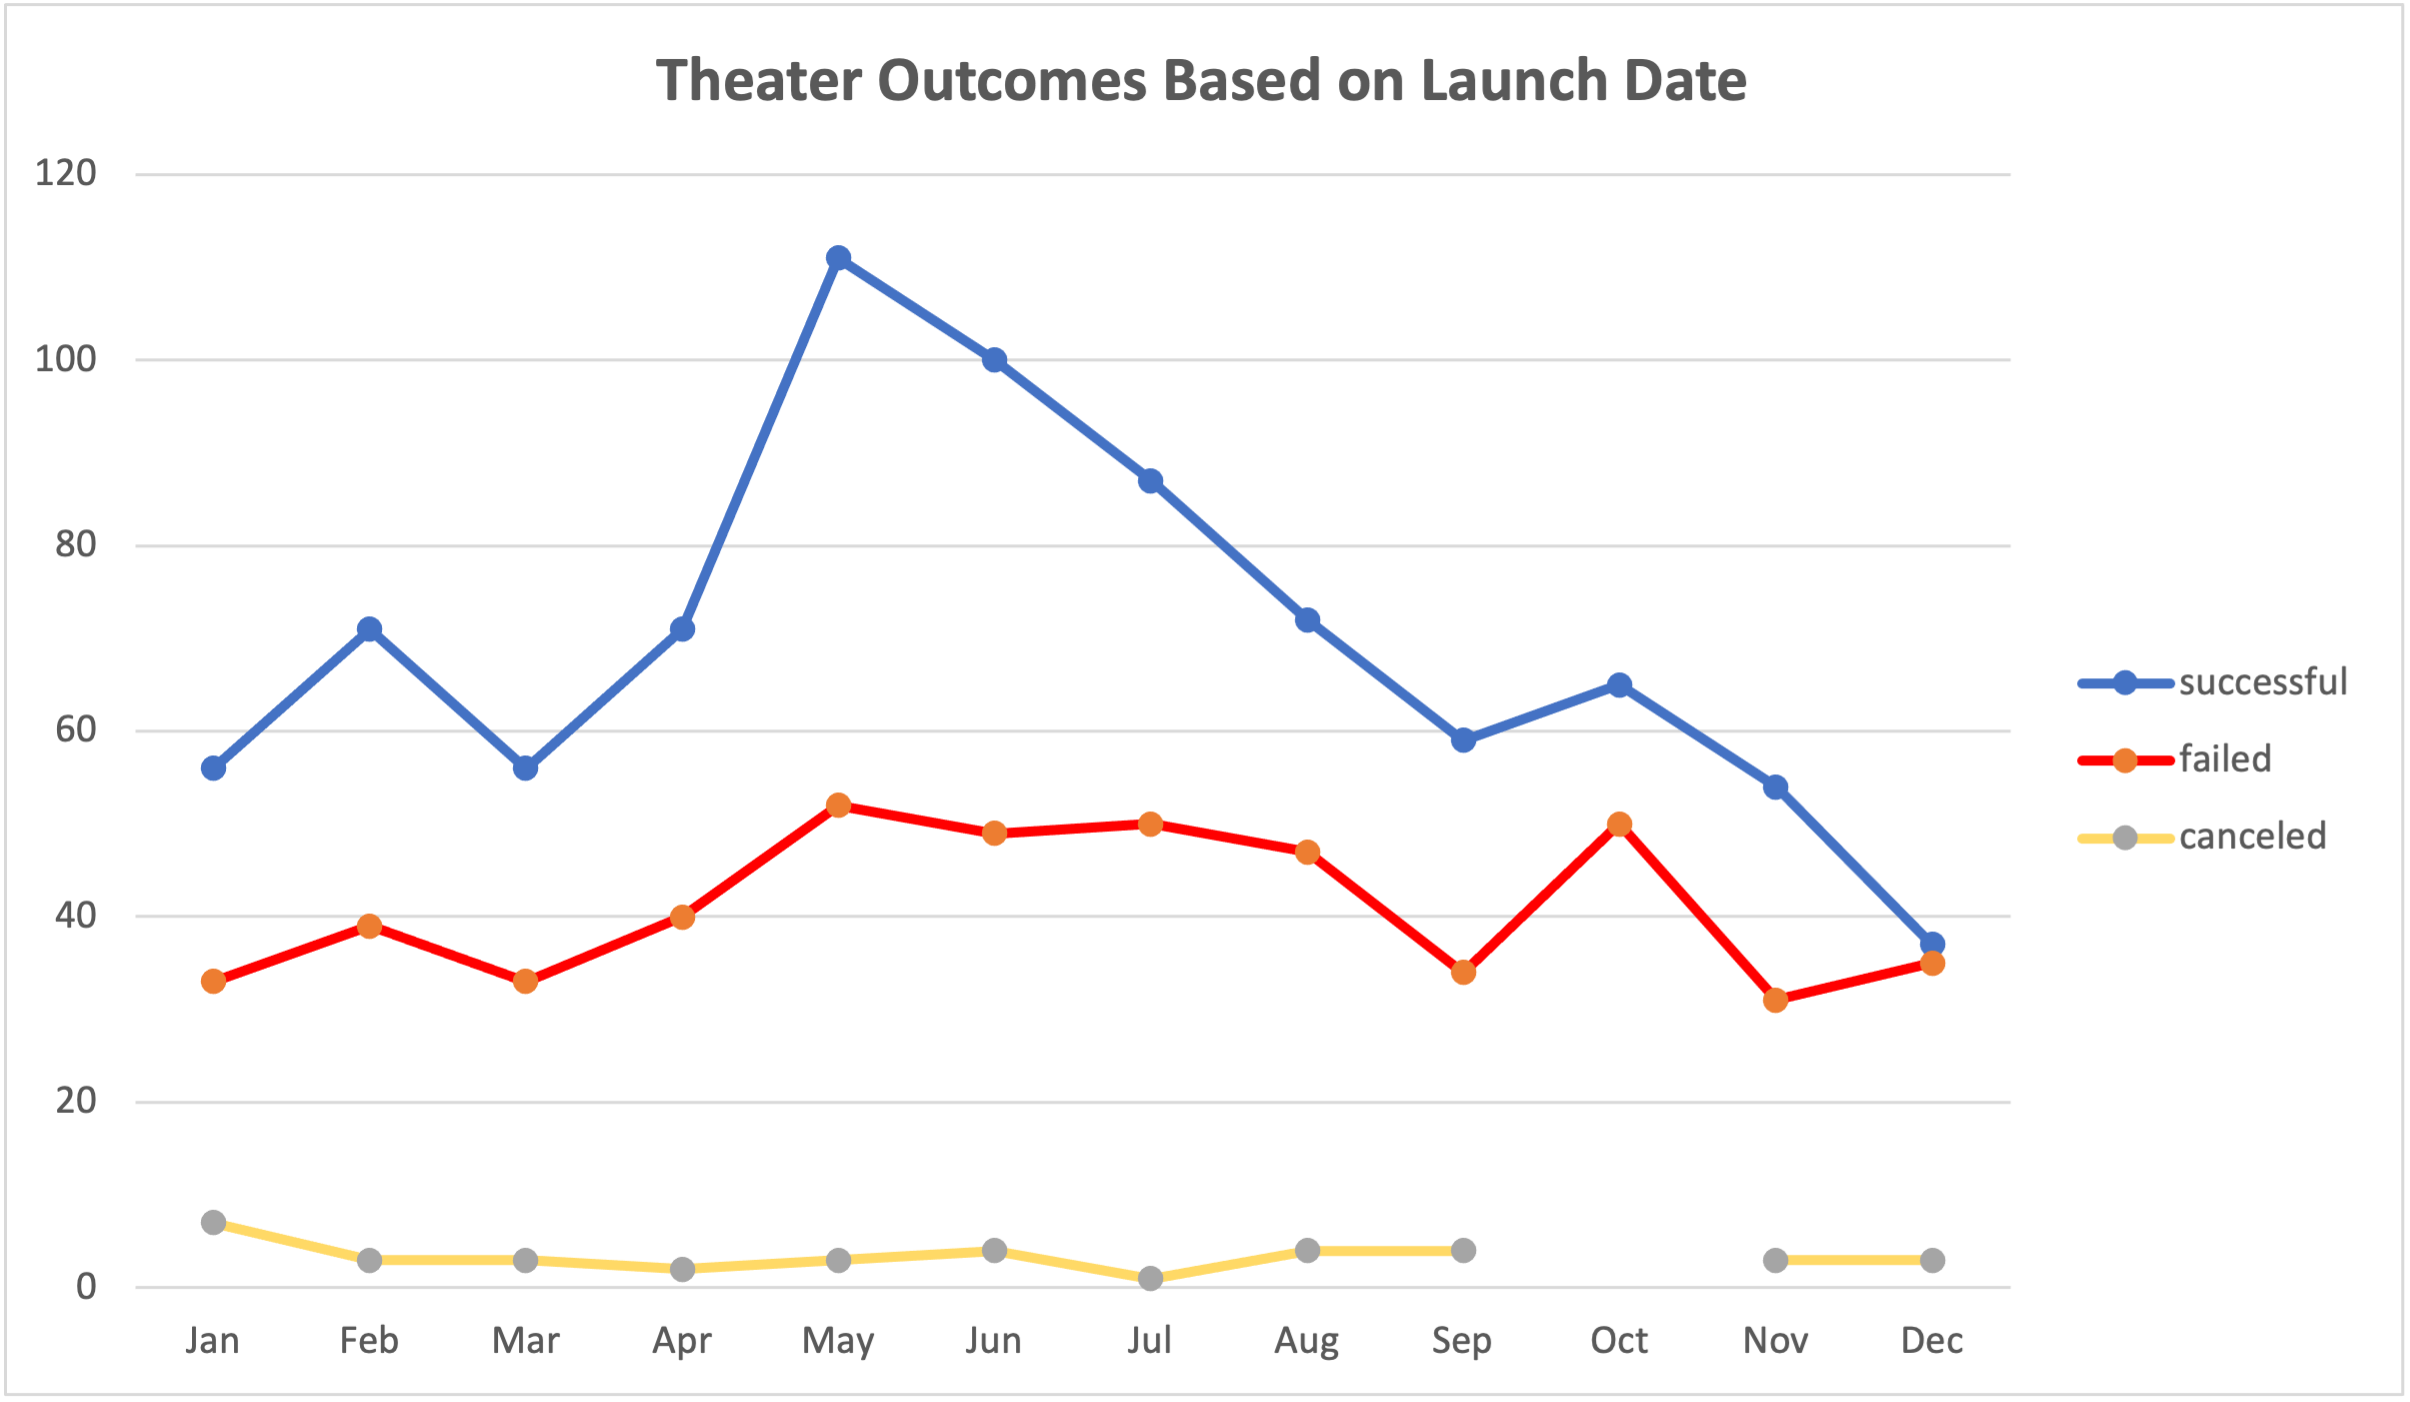 Theater Outcomes Based on Launch Date
120
100
80
60
40
20
0
Jan Feb Mar Apr May Jun Jul Aug Sep Oct Nov Dec
successful
failed
canceled